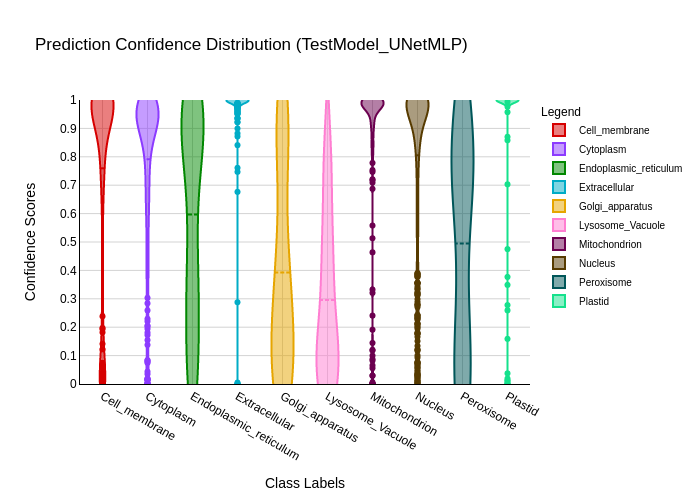 Prediction Confidence Distribution (TestModel_UNetMLP)
Confidence Scores
1
0.9
0.8
0.7
0.6
0.5
0.4
0.3
0.2
0.1
0
Cell_membrane
Cytoplasm
Endoplasmic_reticulum
Extracellular
Golgi_apparatus
Lysosome_Vacuole
Mitochondrion
Nucleus
Peroxisome
Plastid
Class Labels
Legend
Cell_membrane
Cytoplasm
Endoplasmic_reticulum
Extracellular
Golgi_apparatus
Lysosome_Vacuole
Mitochondrion
Nucleus
Peroxisome
Plastid